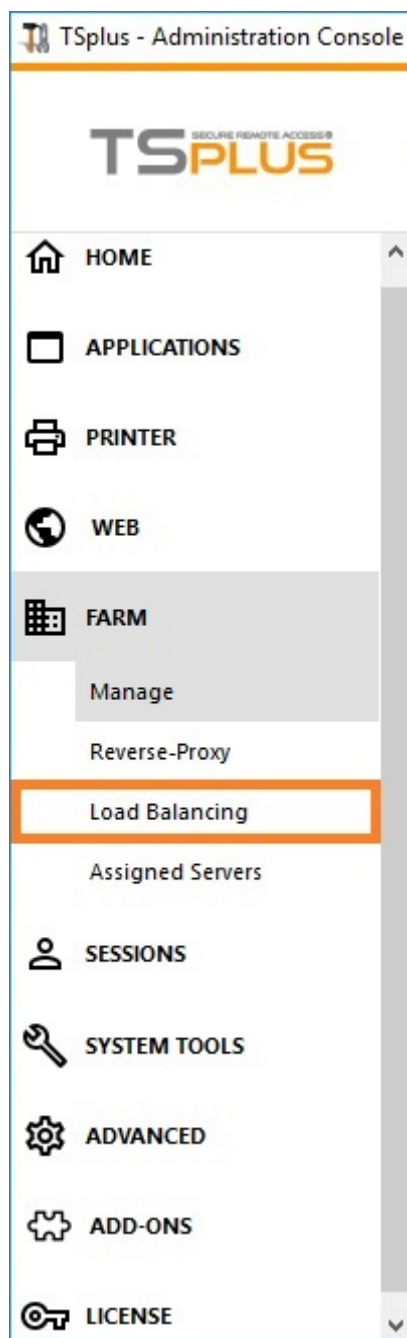 TSplus - Administration Console
SECURE REMOTE ACCESS®
TSPLUS
HOME
APPLICATIONS
PRINTER
WEB
FARM
Manage
Reverse-Proxy
Load Balancing
Assigned Servers
SESSIONS
SYSTEM TOOLS
ADVANCED
ADD-ONS
LICENSE